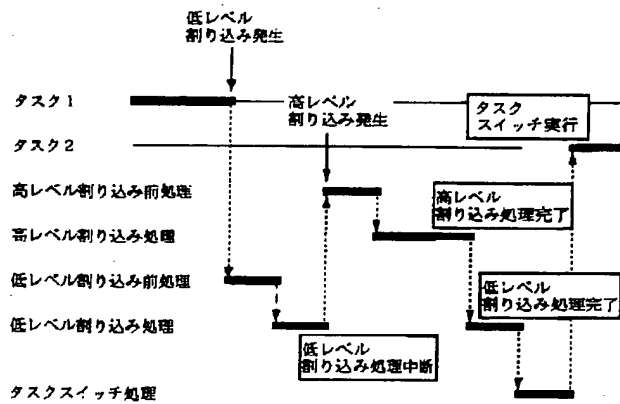 低レベル
割り込み発生
タスク1
高レベル
割り込み発生
タスク
スイッチ実行
タスク2
高レベル割り込み前処理
高レベル
割り込み処理完了
高レベル割り込み処理
低レベル割り込み前処理
低レベル
割り込み処理完了
低レベル割り込み処理
低レベル
割り込み処理中断
タスクスイッチ処理